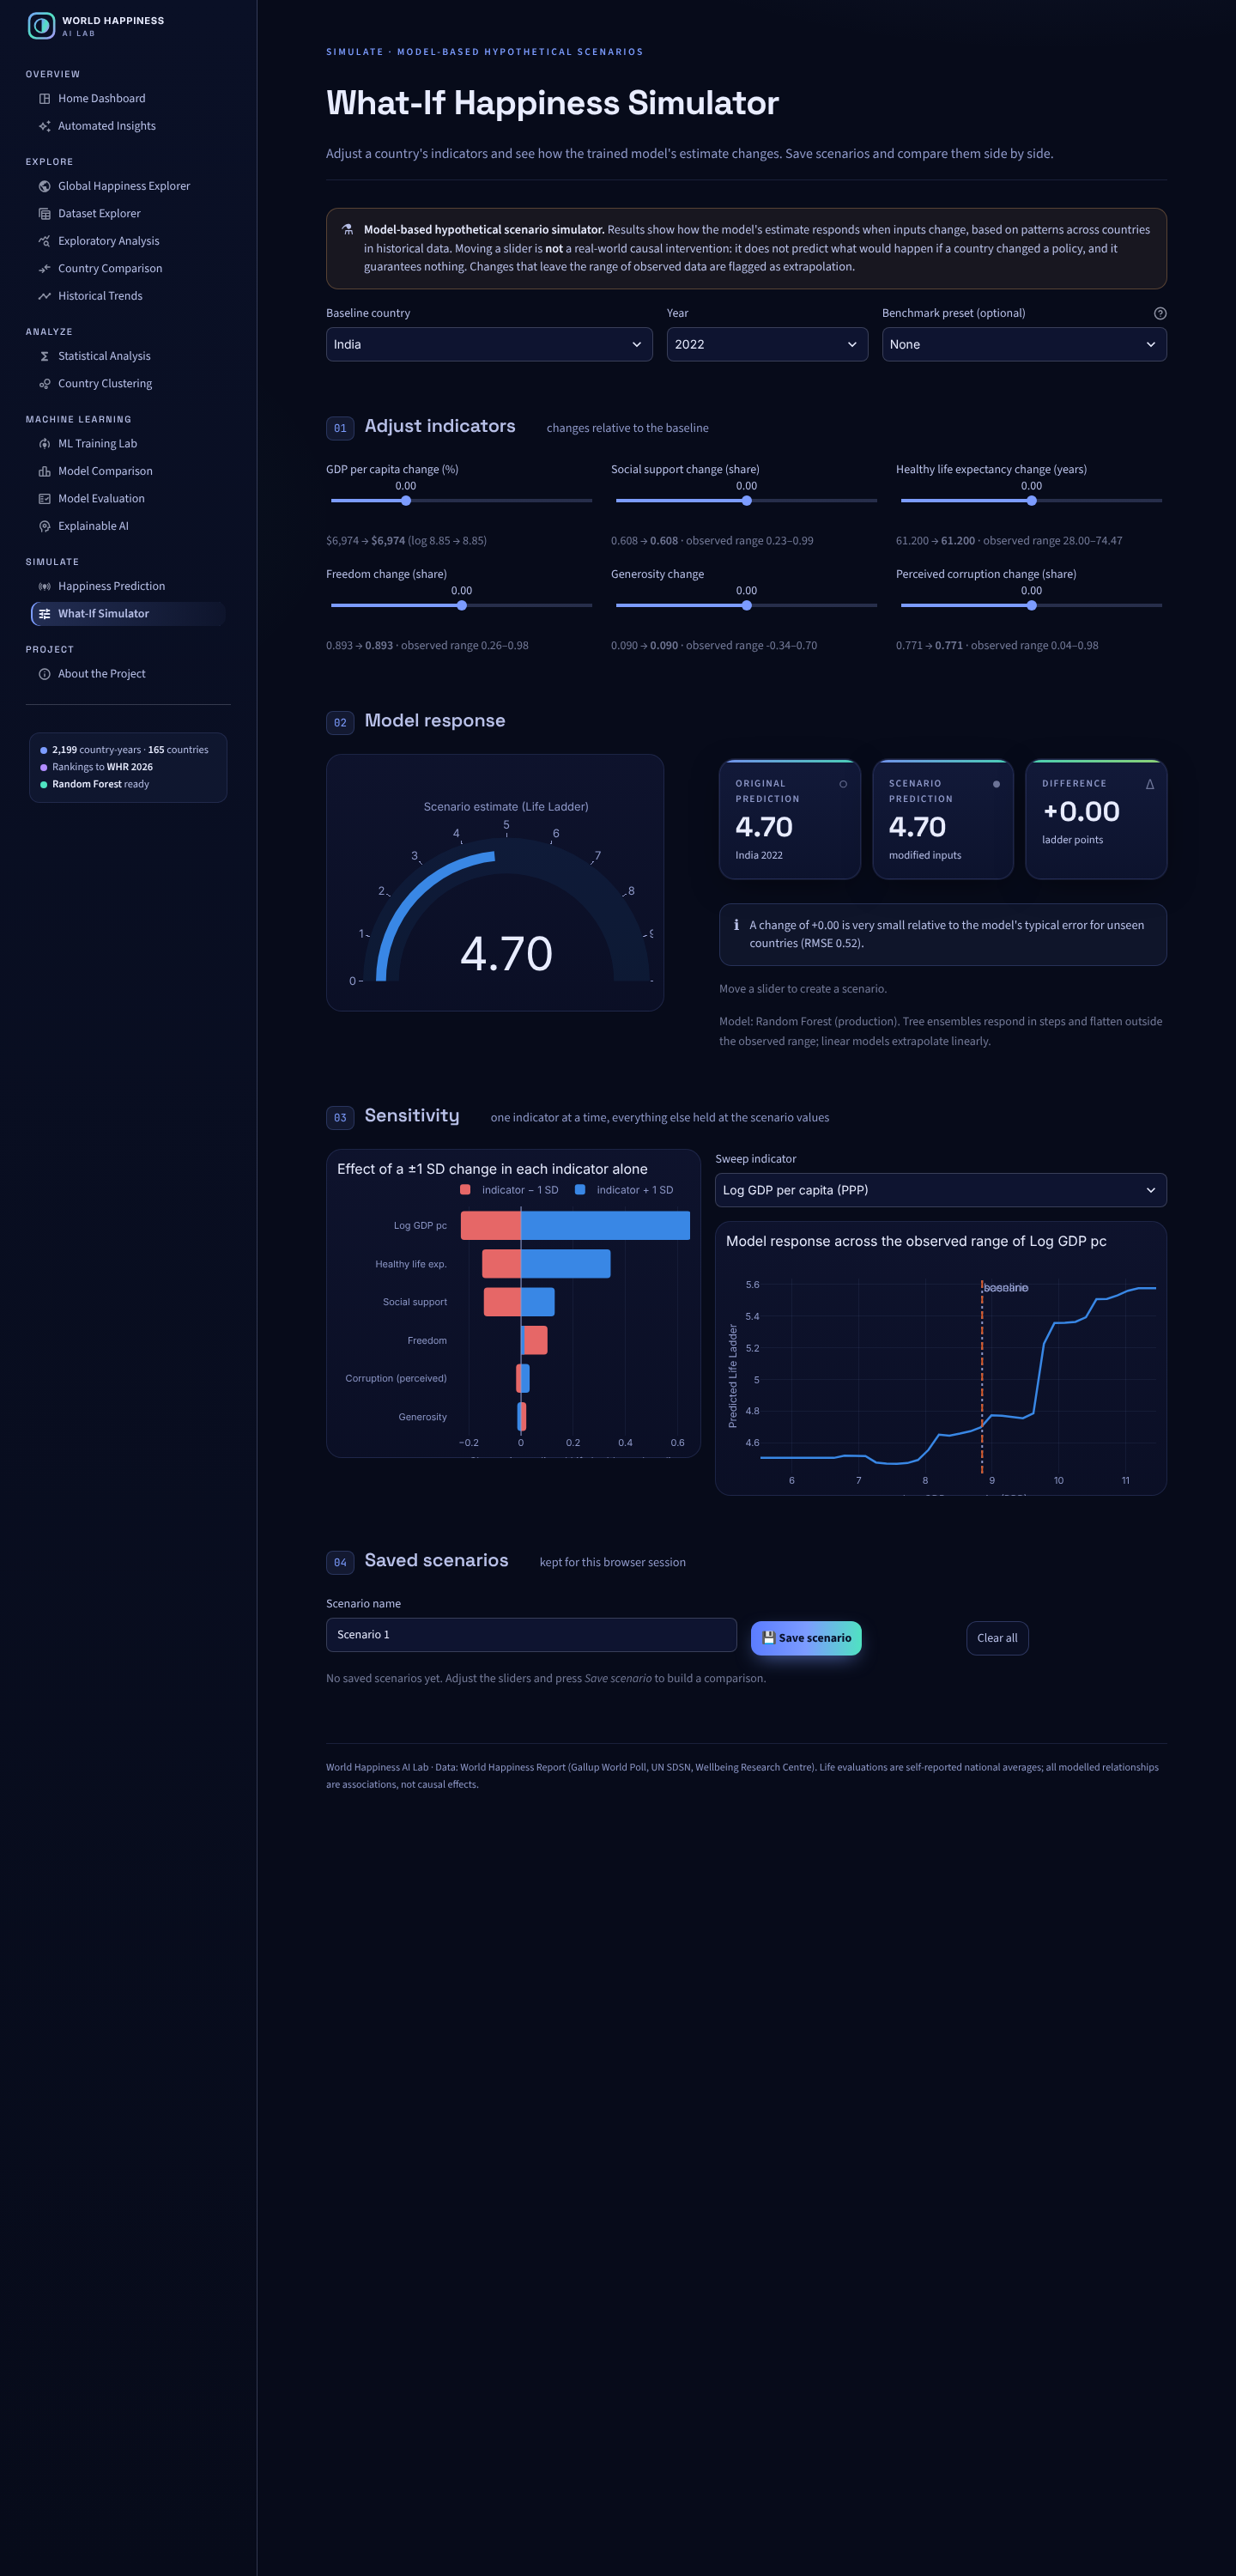 WORLD HAPPINESS
AI LAB
OVERVIEW
Home Dashboard
Automated Insights
EXPLORE
Global Happiness Explorer
Dataset Explorer
Exploratory Analysis
Country Comparison
Historical Trends
ANALYZE
Statistical Analysis
Country Clustering
MACHINE LEARNING
ML Training Lab
Model Comparison
Model Evaluation
Explainable AI
SIMULATE
Happiness Prediction
What-If Simulator
PROJECT
About the Project
2,199 country-years · 165 countries
Rankings to WHR 2026
Random Forest ready
SIMULATE · MODEL-BASED HYPOTHETICAL SCENARIOS
What-If Happiness Simulator
Adjust a country's indicators and see how the trained model's estimate changes. Save scenarios and compare them side by side.
Model-based hypothetical scenario simulator. Results show how the model's estimate responds when inputs change, based on patterns across countries
in historical data. Moving a slider is not a real-world causal intervention: it does not predict what would happen if a country changed a policy, and it
guarantees nothing. Changes that leave the range of observed data are flagged as extrapolation.
Baseline country
Year
Benchmark preset (optional)
India
2022
None
01 Adjust indicators changes relative to the baseline
GDP per capita change (%)
0.00
$6,974 → $6,974 (log 8.85 → 8.85)
Social support change (share)
0.00
0.608 → 0.608 · observed range 0.23–0.99
Healthy life expectancy change (years)
0.00
61.200 → 61.200 · observed range 28.00–74.47
Freedom change (share)
0.00
0.893 → 0.893 · observed range 0.26–0.98
Generosity change
0.00
0.090 → 0.090 · observed range -0.34–0.70
Perceived corruption change (share)
0.00
0.771 → 0.771 · observed range 0.04–0.98
02 Model response
Scenario estimate (Life Ladder)
0
1
2
3
4
5
6
7
8
4.70
ORIGINAL
PREDICTION
4.70
India 2022
SCENARIO
PREDICTION
4.70
modified inputs
DIFFERENCE
Δ
+0.00
ladder points
A change of +0.00 is very small relative to the model's typical error for unseen
countries (RMSE 0.52).
Move a slider to create a scenario.
Model: Random Forest (production). Tree ensembles respond in steps and flatten outside
the observed range; linear models extrapolate linearly.
03 Sensitivity one indicator at a time, everything else held at the scenario values
Effect of a ±1 SD change in each indicator alone
indicator − 1 SD
indicator + 1 SD
Log GDP pc
Healthy life exp.
Social support
Freedom
Corruption (perceived)
Generosity
−0.2 0 0.2 0.4 0.6
Sweep indicator
Log GDP per capita (PPP)
Model response across the observed range of Log GDP pc
Predicted Life Ladder
5.6
5.4
5.2
5
4.8
4.6
6 7 8 9 10 11
04 Saved scenarios kept for this browser session
Scenario name
Scenario 1
💾 Save scenario
Clear all
No saved scenarios yet. Adjust the sliders and press Save scenario to build a comparison.
World Happiness AI Lab · Data: World Happiness Report (Gallup World Poll, UN SDSN, Wellbeing Research Centre). Life evaluations are self-reported national averages; all modelled relationships
are associations, not causal effects.